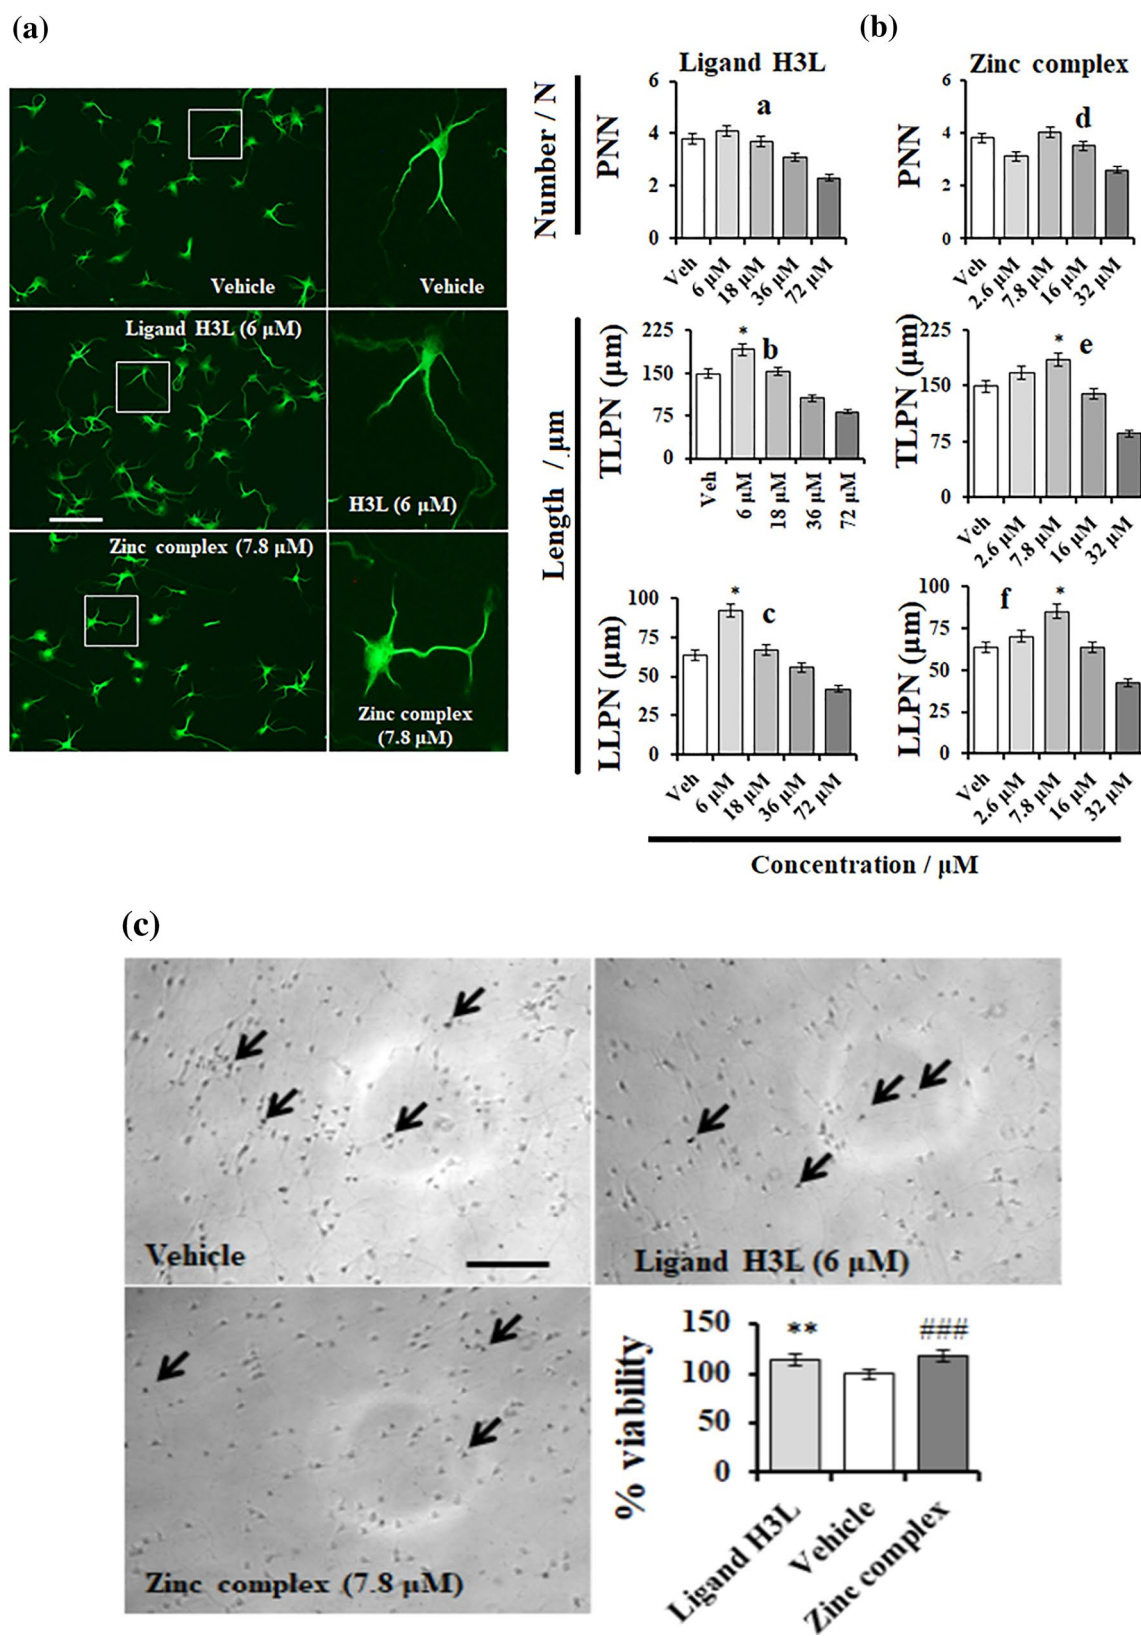 (a)
Vehicle
Vehicle
Ligand H3L (6 µM)
H3L (6 µM)
Zinc complex (7.8 µM)
Zinc complex
(7.8 µM)
(b)
Ligand H3L
Zinc complex
Number / N
PNN
6
4
2
0
a
Veh
6 µM
18 µM
36 µM
72 µM
PNN
6
4
2
0
d
Veh
2.6 µM
7.8 µM
16 µM
32 µM
Length / µm
TLPN (µm)
225
150
75
0
*
b
Veh
6 µM
18 µM
36 µM
72 µM
TLPN (µm)
225
150
75
0
*
e
Veh
2.6 µM
7.8 µM
16 µM
32 µM
LLPN (µm)
100
75
50
25
0
*
c
Veh
6 µM
18 µM
36 µM
72 µM
LLPN (µm)
100
75
50
25
0
f
*
Veh
2.6 µM
7.8 µM
16 µM
32 µM
Concentration / µM
(c)
Vehicle
Ligand H3L (6 µM)
Zinc complex (7.8 µM)
% viability
150
100
50
0
**
###
Ligand H3L
Vehicle
Zinc complex